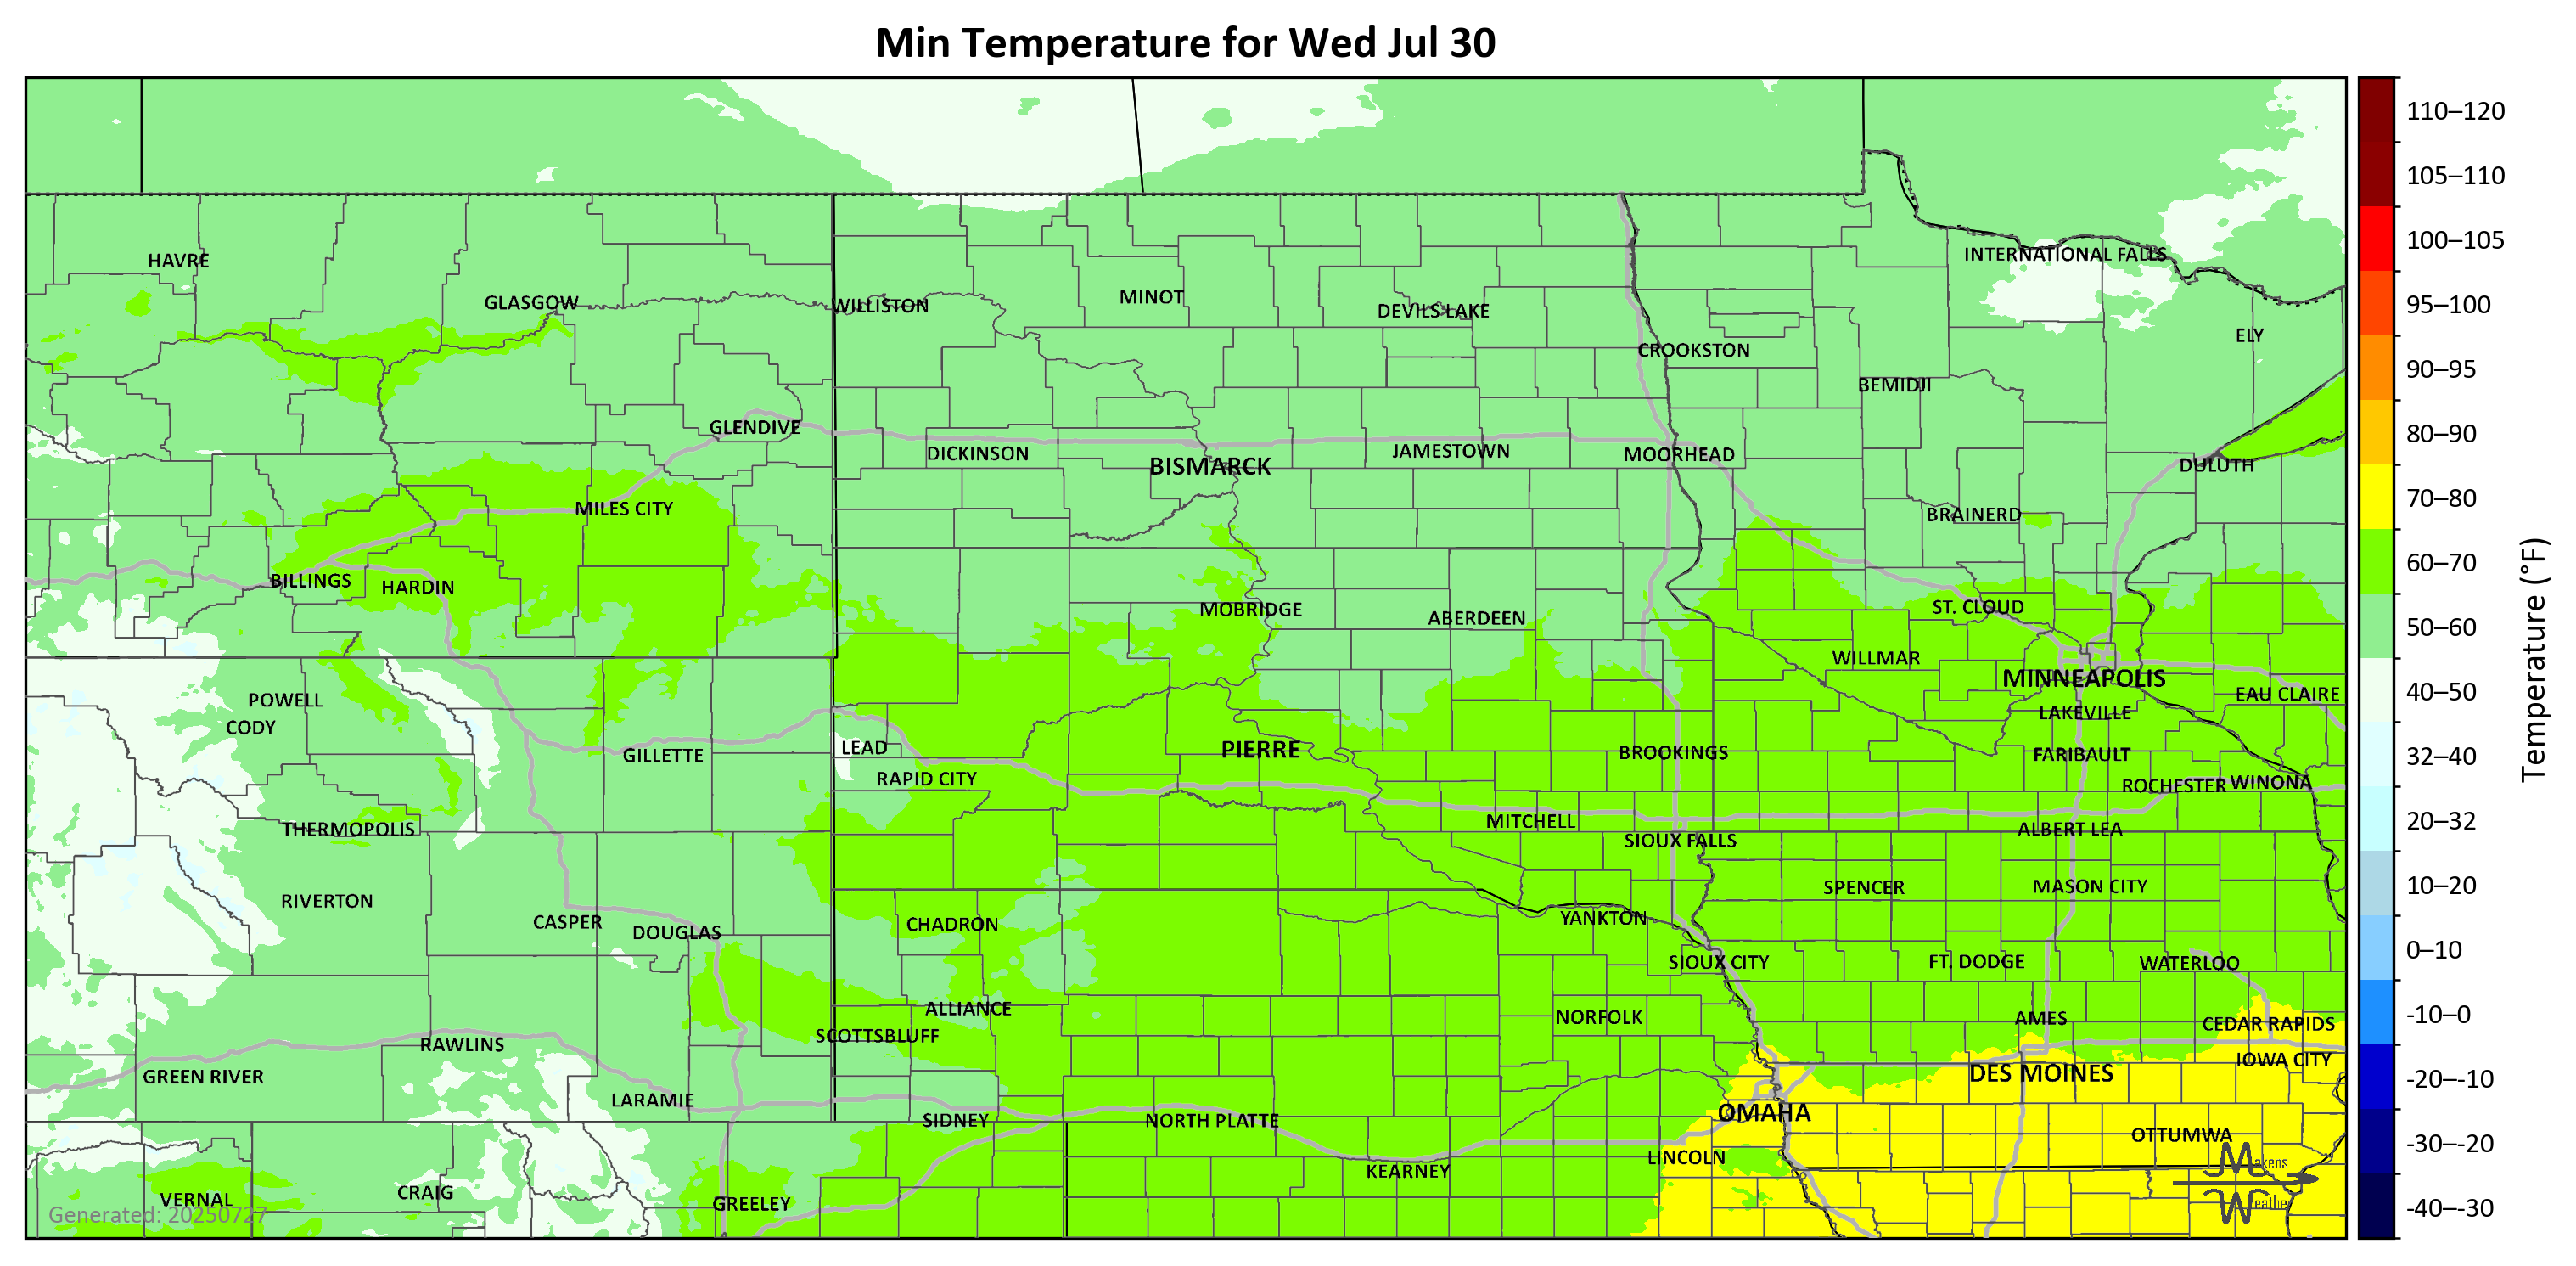 Min Temperature for Wed Jul 30
110–120
105–110
100–105
95–100
90–95
80–90
70–80
60–70
50–60
40–50
32–40
20–32
10–20
0–10
-10–0
-20–-10
-30–-20
-40–-30
Temperature (°F)
HAVRE
GLASGOW
WILLISTON
MINOT
DEVILS LAKE
INTERNATIONAL FALLS
ELY
CROOKSTON
BEMIDJI
GLENDIVE
DICKINSON
BISMARCK
JAMESTOWN
MOORHEAD
DULUTH
MILES CITY
BRAINERD
BILLINGS
HARDIN
MOBRIDGE
ABERDEEN
ST. CLOUD
WILLMAR
MINNEAPOLIS
EAU CLAIRE
POWELL
CODY
LAKEVILLE
GILLETTE
LEAD
PIERRE
BROOKINGS
FARIBAULT
RAPID CITY
ROCHESTER
WINONA
THERMOPOLIS
MITCHELL
SIOUX FALLS
ALBERT LEA
RIVERTON
SPENCER
MASON CITY
CASPER
DOUGLAS
CHADRON
YANKTON
SIOUX CITY
FT. DODGE
WATERLOO
ALLIANCE
NORFOLK
AMES
CEDAR RAPIDS
SCOTTSBLUFF
RAWLINS
IOWA CITY
GREEN RIVER
DES MOINES
LARAMIE
SIDNEY
NORTH PLATTE
OMAHA
OTTUMWA
LINCOLN
KEARNEY
VERNAL
CRAIG
GREELEY
Makens
Weather
Generated: 20250727